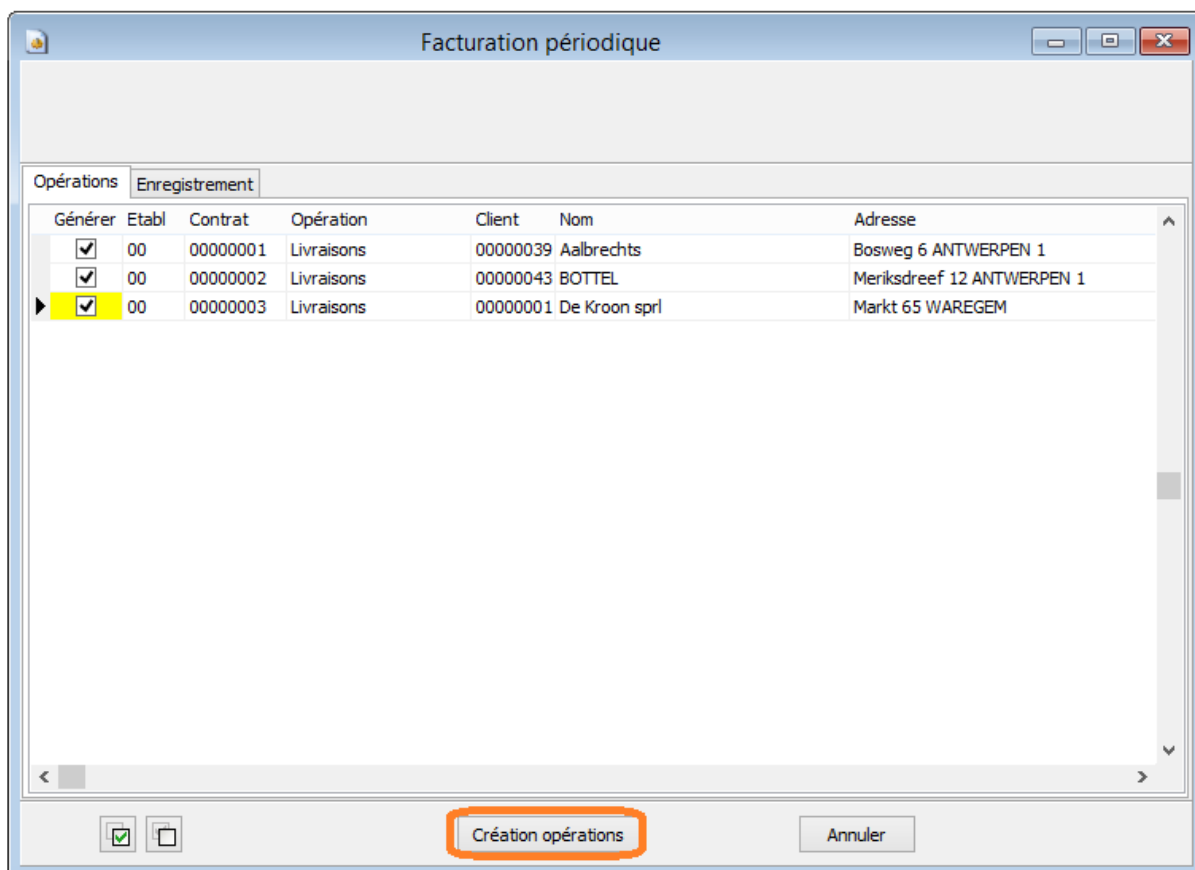 Facturation périodique
Opérations Enregistrement
Générer Etabl Contrat Opération Client Nom Adresse
00 00000001 Livraisons 00000039 Aalbrechts Bosweg 6 ANTWERPEN 1
00 00000002 Livraisons 00000043 BOTTEL Meriksdreef 12 ANTWERPEN 1
00 00000003 Livraisons 00000001 De Kroon sprl Markt 65 WAREGEM
Création opérations Annuler